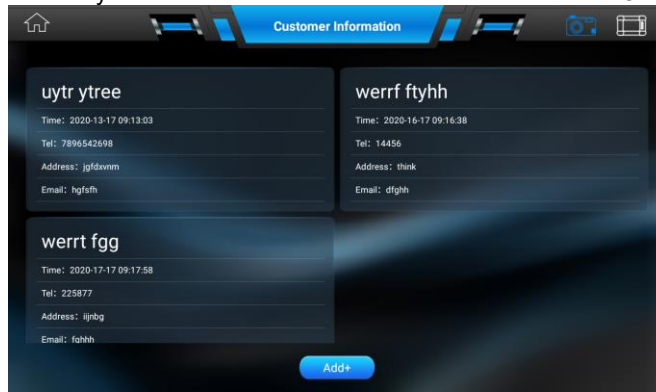 Customer Information
uytr ytree
Time: 2020-13-17 09:13:03
Tel: 7896542698
Address: jgfdxvnm
Email: hgfsfh
werrf ftyhh
Time: 2020-16-17 09:16:38
Tel: 14456
Address: think
Email: dfghh
werrt fgg
Time: 2020-17-17 09:17:58
Tel: 225877
Address: iijnbg
Email: fghhh
Add+